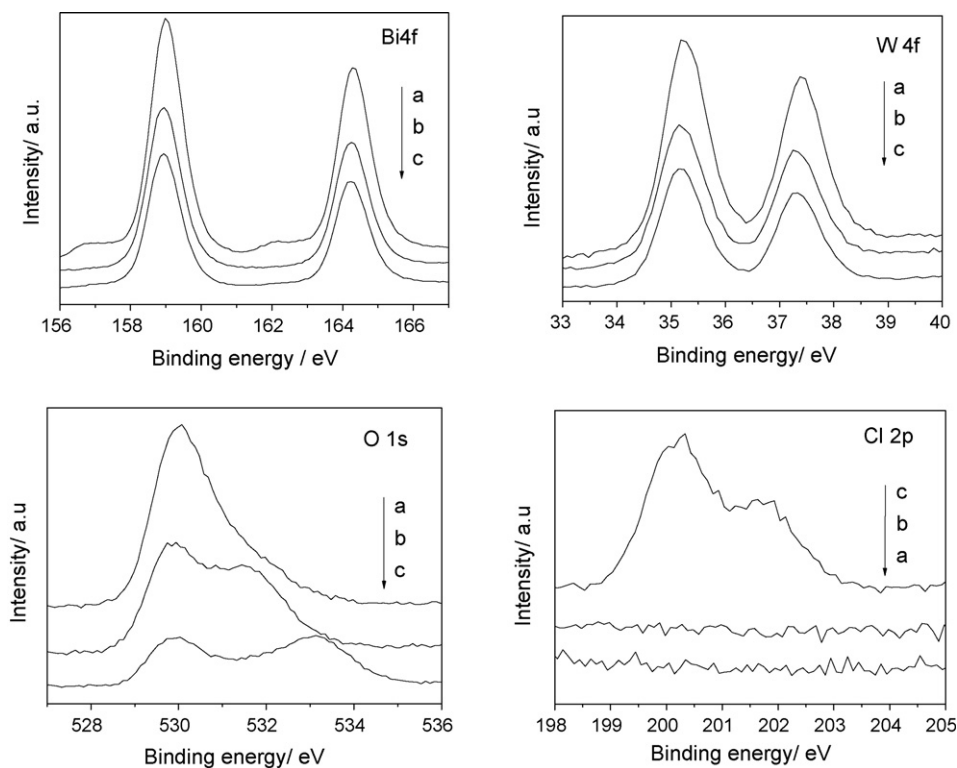 Bi4f
a
b
c
Intensity/ a.u.
156 158 160 162 164 166
Binding energy / eV
W 4f
a
b
c
Intensity/ a.u
33 34 35 36 37 38 39 40
Binding energy/ eV
O 1s
a
b
c
Intensity/ a.u
528 530 532 534 536
Binding energy/ eV
Cl 2p
c
b
a
Intensity/ a.u
198 199 200 201 202 203 204 205
Binding energy/ eV